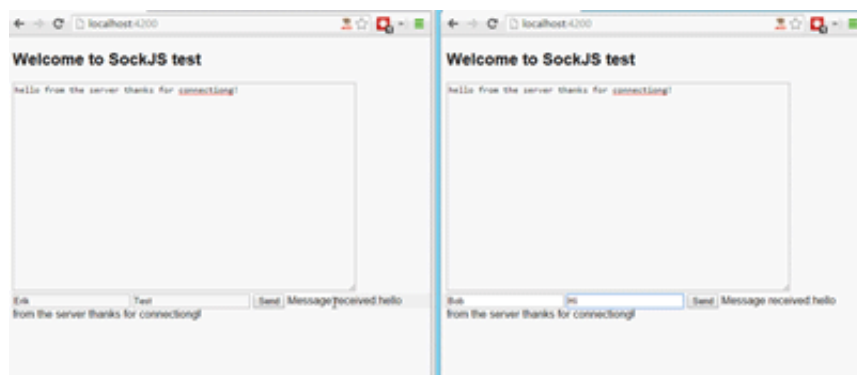 localhost:4200
Welcome to SockJS test
hello from the server thanks for connectiong!
Erik Test Send Message received:hello
from the server thanks for connectiong!
localhost:4200
Welcome to SockJS test
hello from the server thanks for connectiong!
Bob Hi Send Message received:hello
from the server thanks for connectiong!